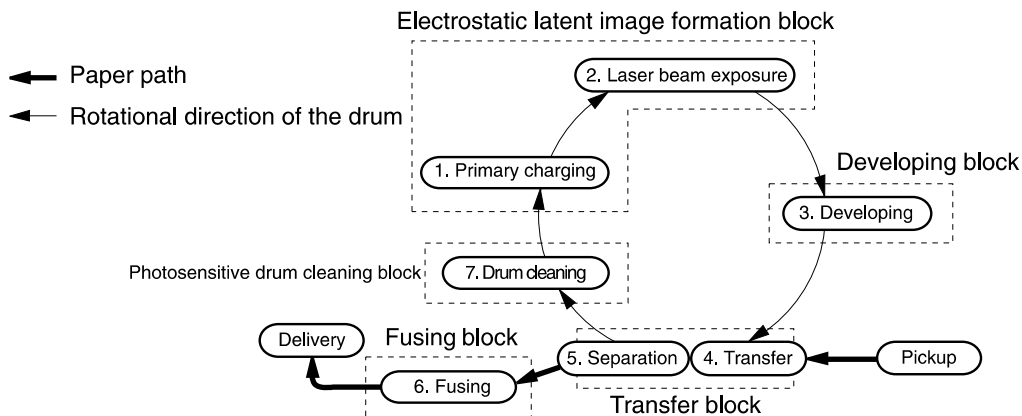 Electrostatic latent image formation block
Paper path
Rotational direction of the drum
2. Laser beam exposure
1. Primary charging
Developing block
3. Developing
Photosensitive drum cleaning block
7. Drum cleaning
Delivery
Fusing block
6. Fusing
5. Separation
4. Transfer
Pickup
Transfer block